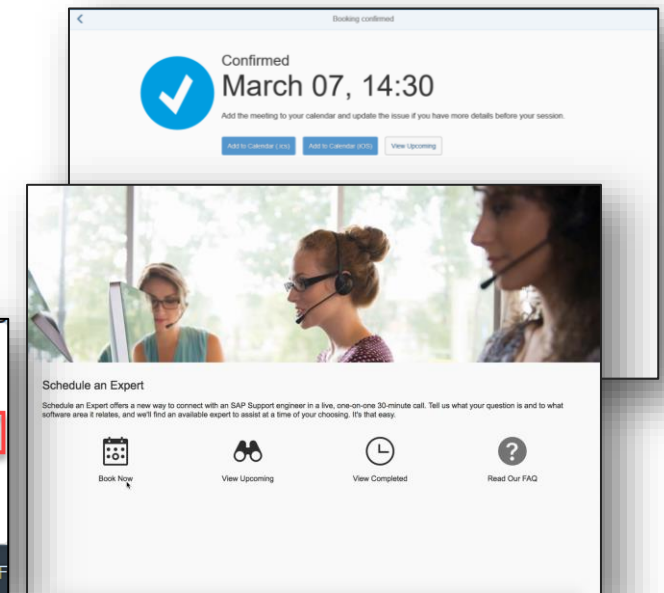 Booking confirmed
Confirmed
March 07, 14:30
Add the meeting to your calendar and update the issue if you have more details before your session.
Add to Calendar (.ics)
Add to Calendar (iOS)
View Upcoming
Schedule an Expert
Schedule an Expert offers a new way to connect with an SAP Support engineer in a live, one-on-one 30-minute call. Tell us what your question is and to what
software area it relates, and we'll find an available expert to assist at a time of your choosing. It's that easy.
Book Now
View Upcoming
View Completed
Read Our FAQ
F